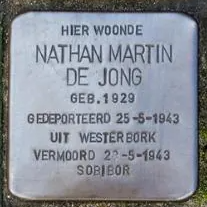 HIER WOONDE
NATHAN MARTIN
DE JONG
GEB. 1929
GEDEPORTEERD 25-5-1943
UIT WESTERBORK
VERMOORD 28-5-1943
SOBIBOR